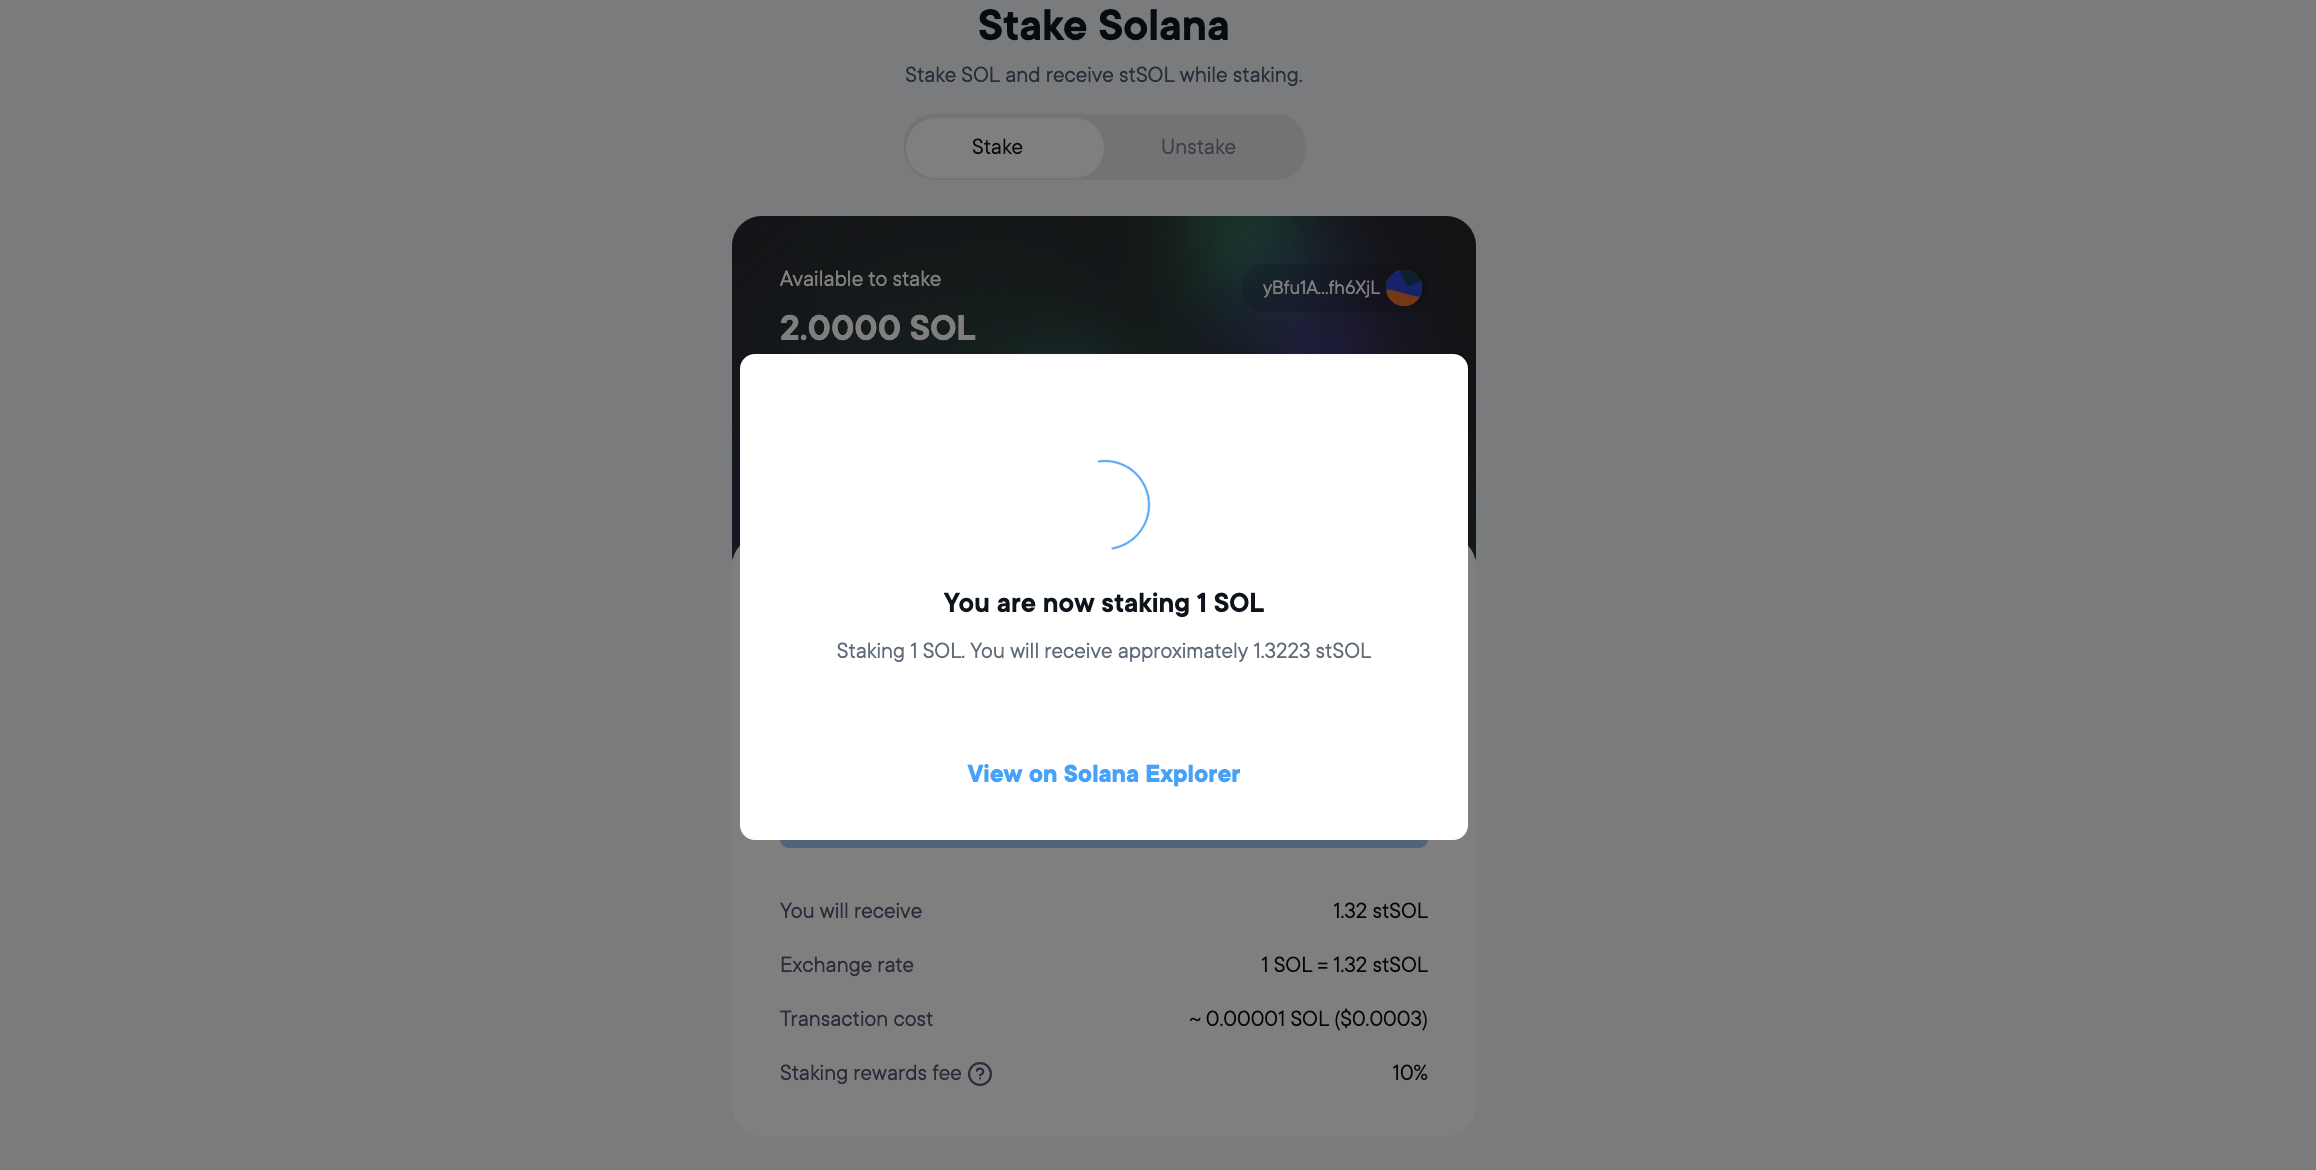 Stake Solana
Stake SOL and receive stSOL while staking.
Stake
Unstake
Available to stake
yBfu1A...fh6XjL
2.0000 SOL
You are now staking 1 SOL
Staking 1 SOL. You will receive approximately 1.3223 stSOL
View on Solana Explorer
You will receive
1.32 stSOL
Exchange rate
1 SOL = 1.32 stSOL
Transaction cost
~ 0.00001 SOL ($0.0003)
Staking rewards fee ?
10%